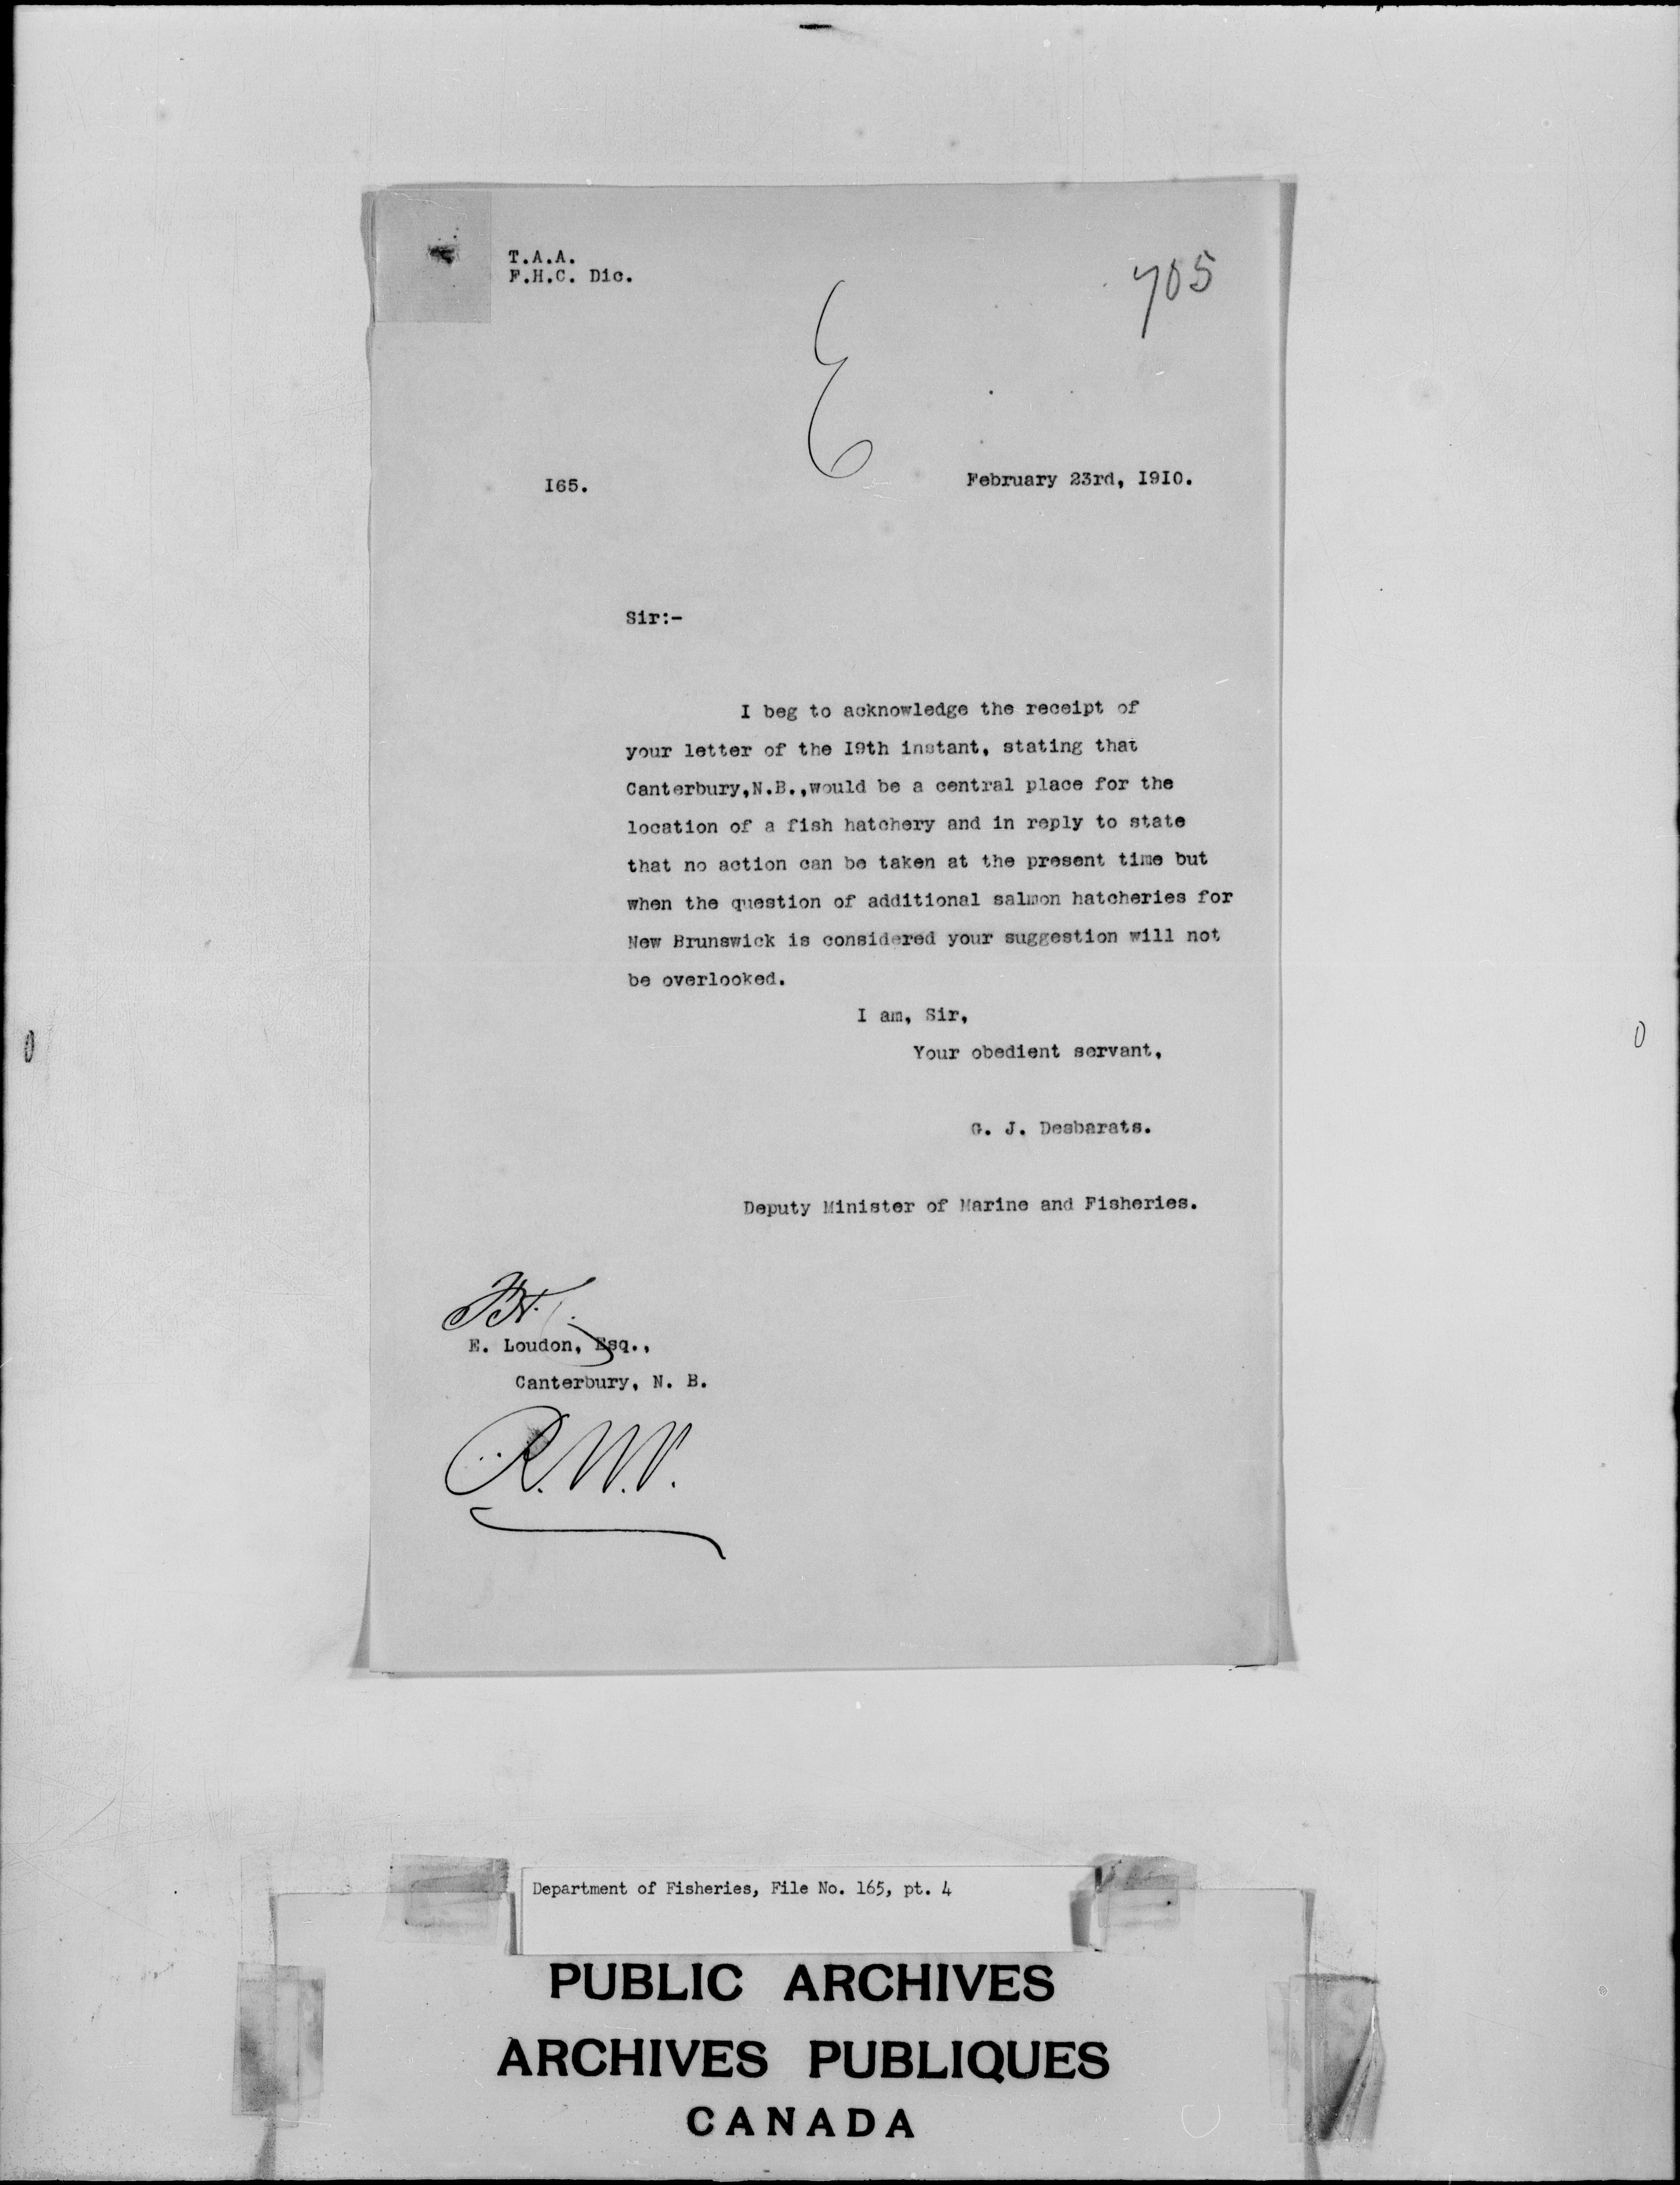 T.A.A.
F.H.C. Dic.
705
E
I65.
February 23rd, I9I0.
Sir:-
I beg to acknowledge the receipt of
your letter of the I9th instant, stating that
Canterbury,N.B.,would be a central place for the
location of a fish hatchery and in reply to state
that no action can be taken at the present time but
when the question of additional salmon hatcheries for
New Brunswick is considered your suggestion will not
be overlooked.
I am, Sir,
Your obedient servant,
G. J. Desbarats.
Deputy Minister of Marine and Fisheries.
E. Loudon, Esq.,
Canterbury, N. B.
Department of Fisheries, File No. 165, pt. 4
PUBLIC ARCHIVES
ARCHIVES PUBLIQUES
CANADA